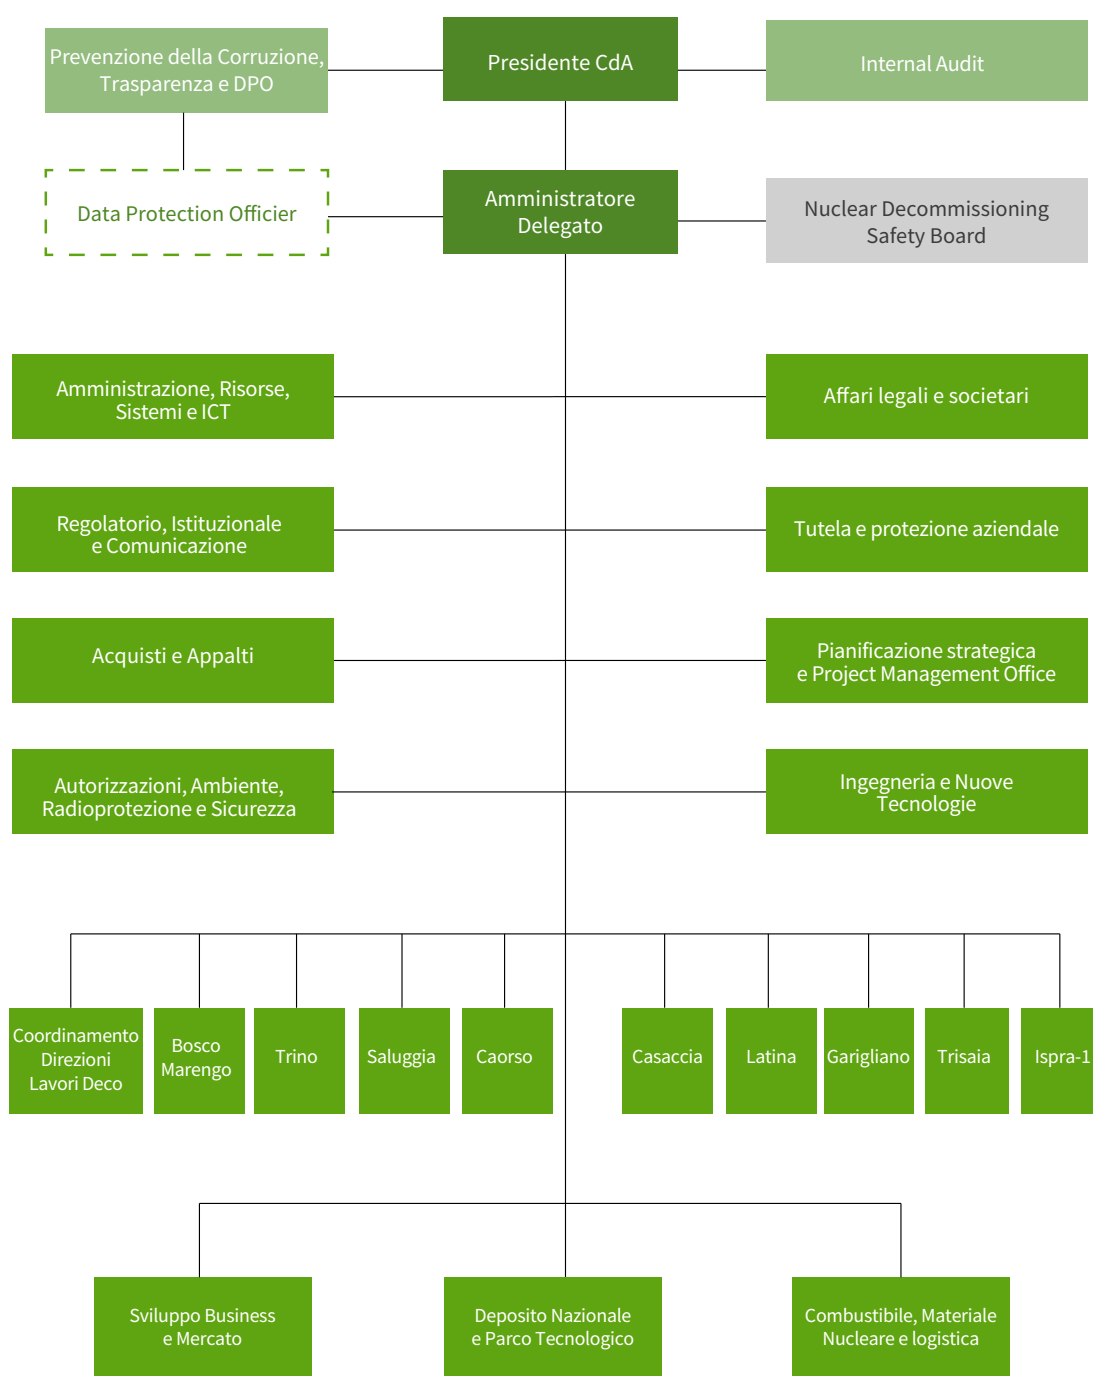 Prevenzione della Corruzione,
Trasparenza e DPO
Presidente CdA
Internal Audit
Data Protection Officier
Amministratore
Delegato
Nuclear Decommissioning
Safety Board
Amministrazione, Risorse,
Sistemi e ICT
Affari legali e societari
Regolatorio, Istituzionale
e Comunicazione
Tutela e protezione aziendale
Acquisti e Appalti
Pianificazione strategica
e Project Management Office
Autorizzazioni, Ambiente,
Radioprotezione e Sicurezza
Ingegneria e Nuove
Tecnologie
Coordinamento
Direzioni
Lavori Deco
Bosco
Marengo
Trino
Saluggia
Caorso
Casaccia
Latina
Garigliano
Trisaia
Ispra-1
Sviluppo Business
e Mercato
Deposito Nazionale
e Parco Tecnologico
Combustibile, Materiale
Nucleare e logistica